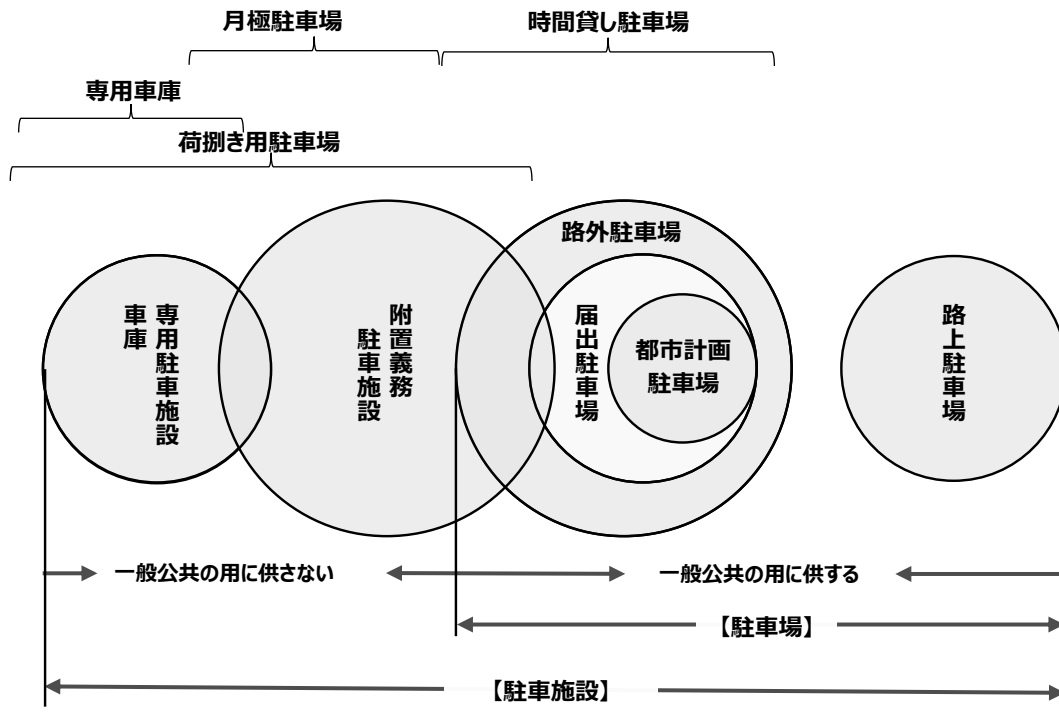 月極駐車場
時間貸し駐車場
専用車庫
荷捌き用駐車場
路外駐車場
専用駐車施設
車庫
附置義務
駐車施設
届出駐車場
都市計画
駐車場
路上駐車場
一般公共の用に供さない
一般公共の用に供する
【駐車場】
【駐車施設】